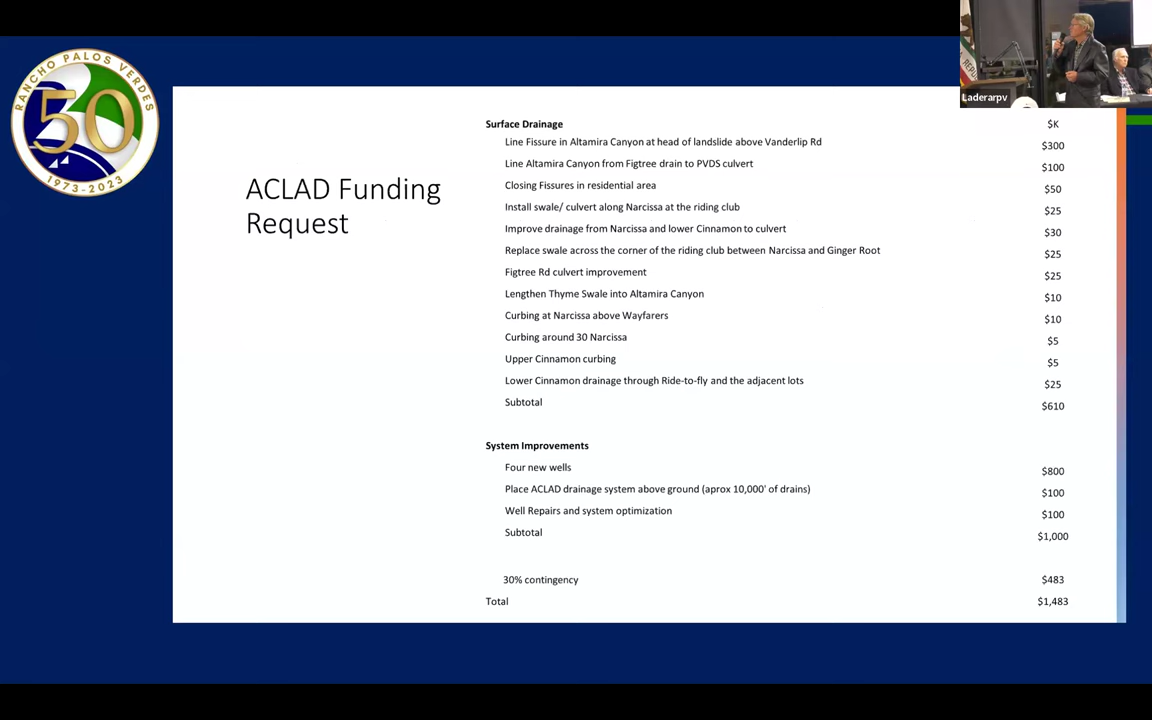 RANCHO PALOS VERDES
50
1973-2023
Laderarpv
ACLAD Funding
Request
Surface Drainage $K
Line Fissure in Altamira Canyon at head of landslide above Vanderlip Rd $300
Line Altamira Canyon from Figtree drain to PVDS culvert $100
Closing Fissures in residential area $50
Install swale/ culvert along Narcissa at the riding club $25
Improve drainage from Narcissa and lower Cinnamon to culvert $30
Replace swale across the corner of the riding club between Narcissa and Ginger Root $25
Figtree Rd culvert improvement $25
Lengthen Thyme Swale into Altamira Canyon $10
Curbing at Narcissa above Wayfarers $10
Curbing around 30 Narcissa $5
Upper Cinnamon curbing $5
Lower Cinnamon drainage through Ride-to-fly and the adjacent lots $25
Subtotal $610
System Improvements
Four new wells $800
Place ACLAD drainage system above ground (aprox 10,000' of drains) $100
Well Repairs and system optimization $100
Subtotal $1,000
30% contingency $483
Total $1,483